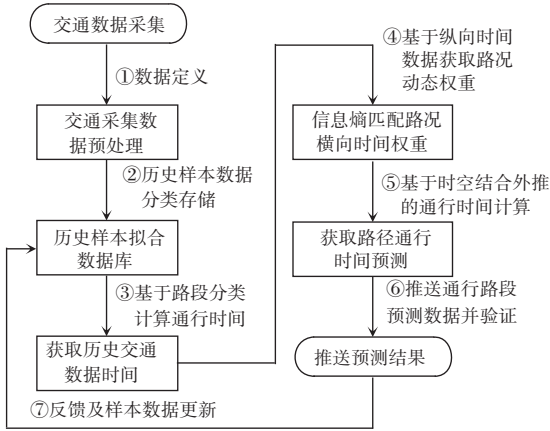 交通数据采集
①数据定义
交通采集数
据预处理
②历史样本数据
分类存储
历史样本拟合
数据库
③基于路段分类
计算通行时间
获取历史交通
数据时间
④基于纵向时间
数据获取路况
动态权重
信息熵匹配路况
横向时间权重
⑤基于时空结合外推
的通行时间计算
获取路径通行
时间预测
⑥推送通行路段
预测数据并验证
推送预测结果
⑦反馈及样本数据更新